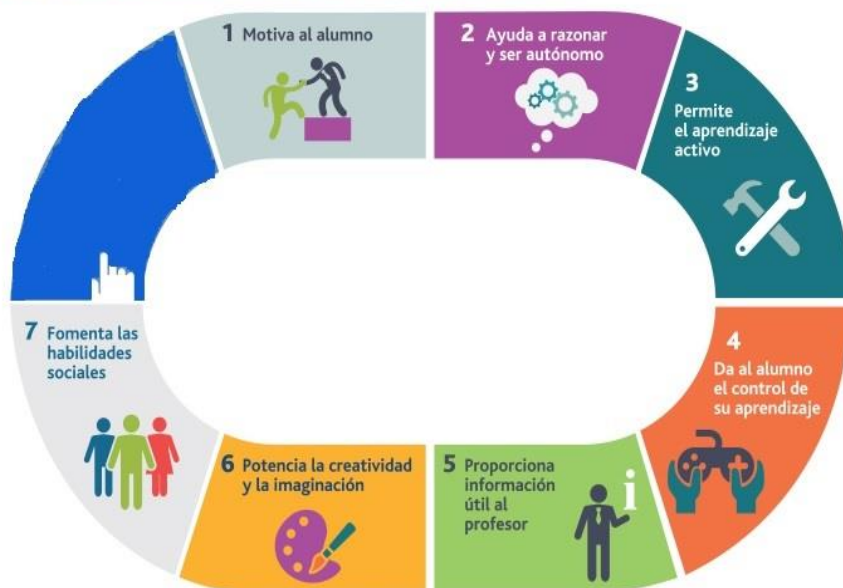 1 Motiva al alumno
2 Ayuda a razonar
y ser autónomo
3
Permite
el aprendizaje
activo
4
Da al alumno
el control de
su aprendizaje
5 Proporciona
información
útil al
profesor
i
6 Potencia la creatividad
y la imaginación
7 Fomenta las
habilidades
sociales